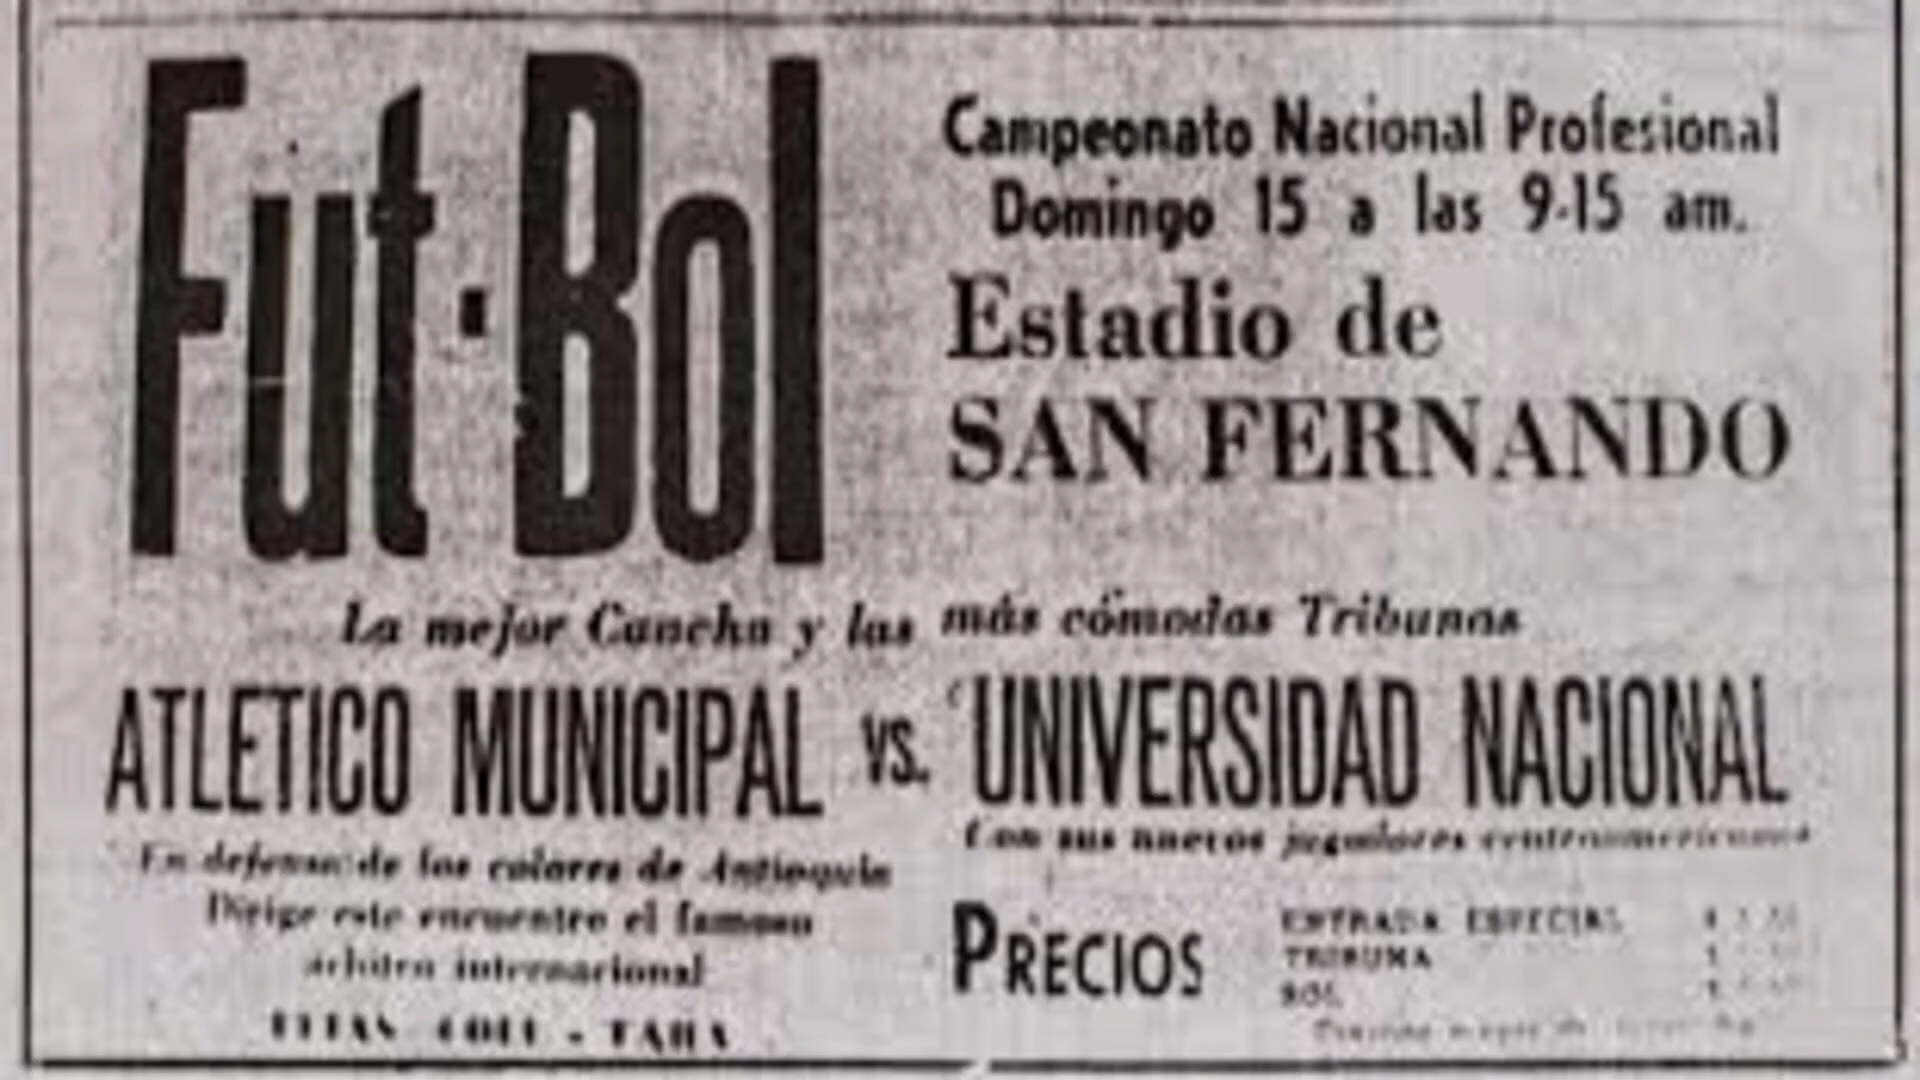 Fut-Bol
Campeonato Nacional Profesional
Domingo 15 a las 9-15 am.
Estadio de
SAN FERNANDO
La mejor Cancha y las más cómodas Tribunas
ATLETICO MUNICIPAL vs. UNIVERSIDAD NACIONAL
En defensa de los colores de Antioquia
Dirige este encuentro el famoso
árbitro internacional
Con sus nuevos jugadores centroamericanos
PRECIOS
ENTRADA ESPECIAL
TRIBUNA
SOL